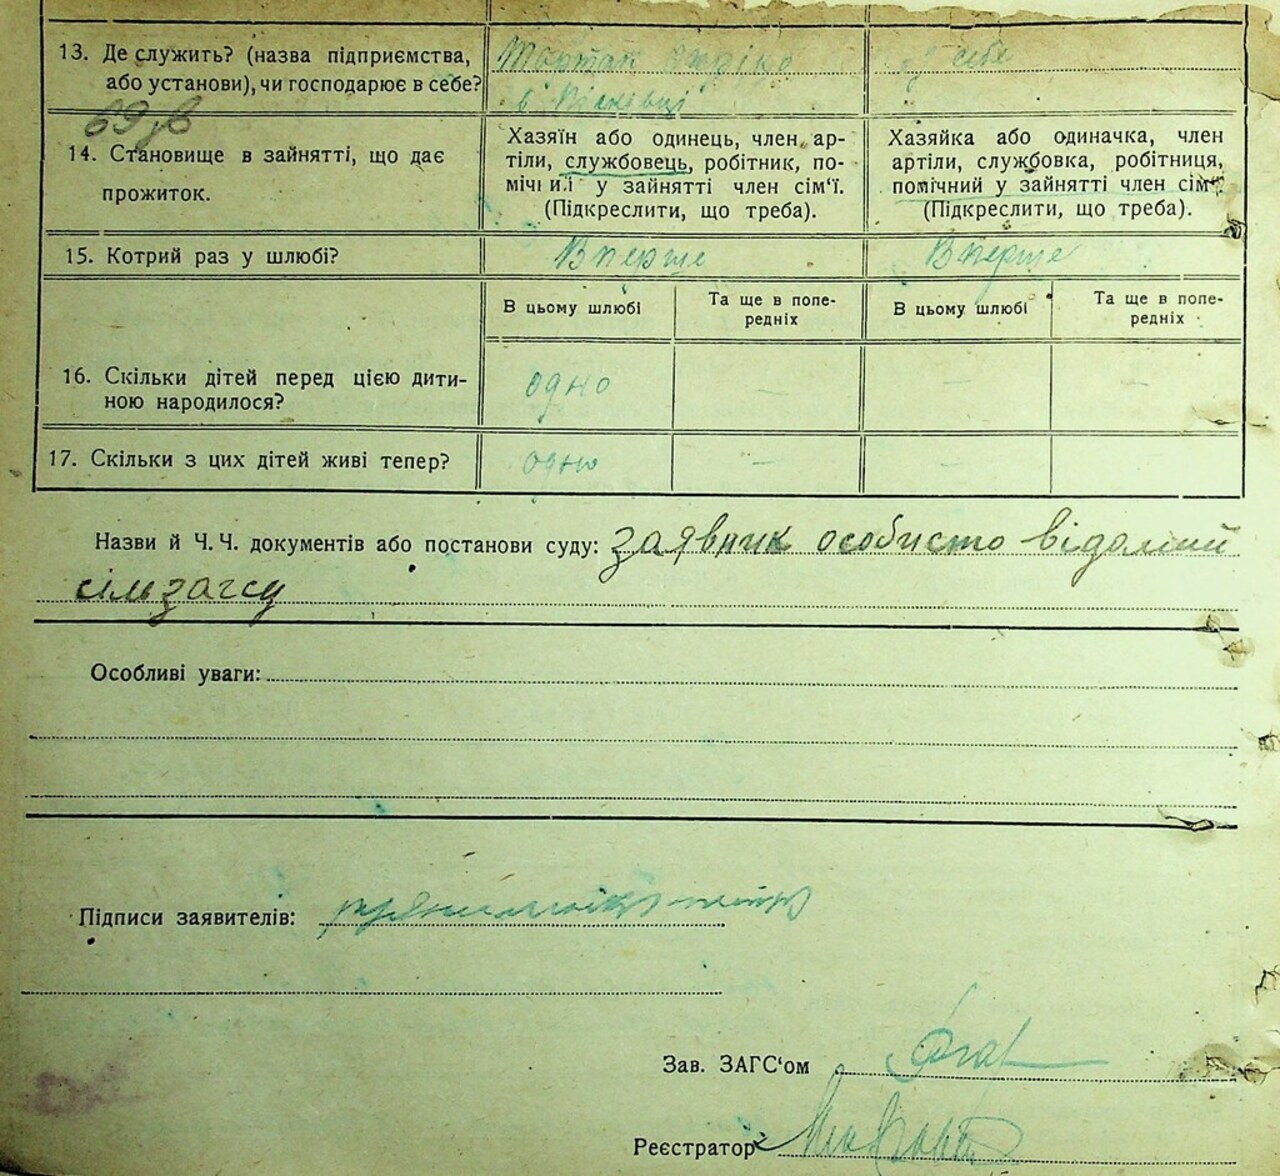 13. Де служить? (назва підприємства,
або установи), чи господарює в себе?
в
себе
69 зв
14. Становище в зайнятті, що дає
прожиток.
Хазяїн або одинець, член ар-
тіли, службовець, робітник, по-
мічний у зайнятті член сім'ї.
(Підкреслити, що треба).
Хазяйка або одиначка, член
артіли, службовка, робітниця,
помічний у зайнятті член сім'ї.
(Підкреслити, що треба).
15. Котрий раз у шлюбі?
Вперше
Вперше
В цьому шлюбі
Та ще в попе-
редніх
В цьому шлюбі
Та ще в попе-
редніх
16. Скільки дітей перед цією дити-
ною народилося?
одно
—
—
—
17. Скільки з цих дітей живі тепер?
одно
—
—
Назви й Ч. Ч. документів або постанови суду: заявник особисто відомий
сільзагсу
Особливі уваги:
Підписи заявителів:
Зав. ЗАГС'ом
Реєстратор